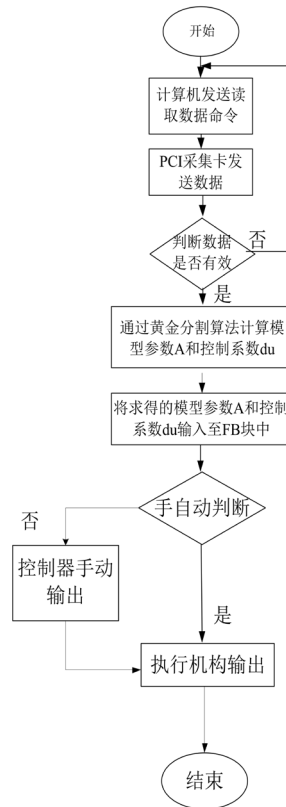 开始
计算机发送读
取数据命令
PCI采集卡发
送数据
判断数据
是否有效
否
是
通过黄金分割算法计算模
型参数A和控制系数du
将求得的模型参数A和控制
系数du输入至FB块中
手自动判断
否
控制器手动
输出
是
执行机构输出
结束